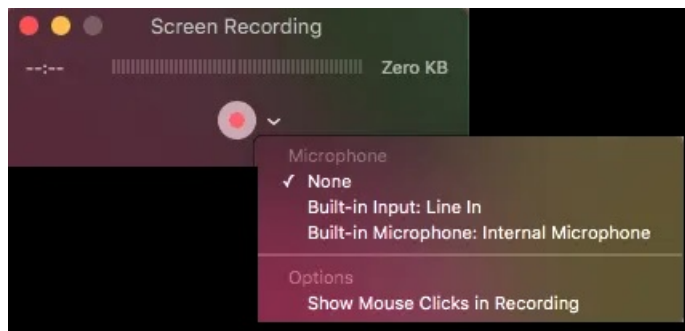 Screen Recording
--:-- Zero KB
Microphone
✓ None
Built-in Input: Line In
Built-in Microphone: Internal Microphone
Options
Show Mouse Clicks in Recording